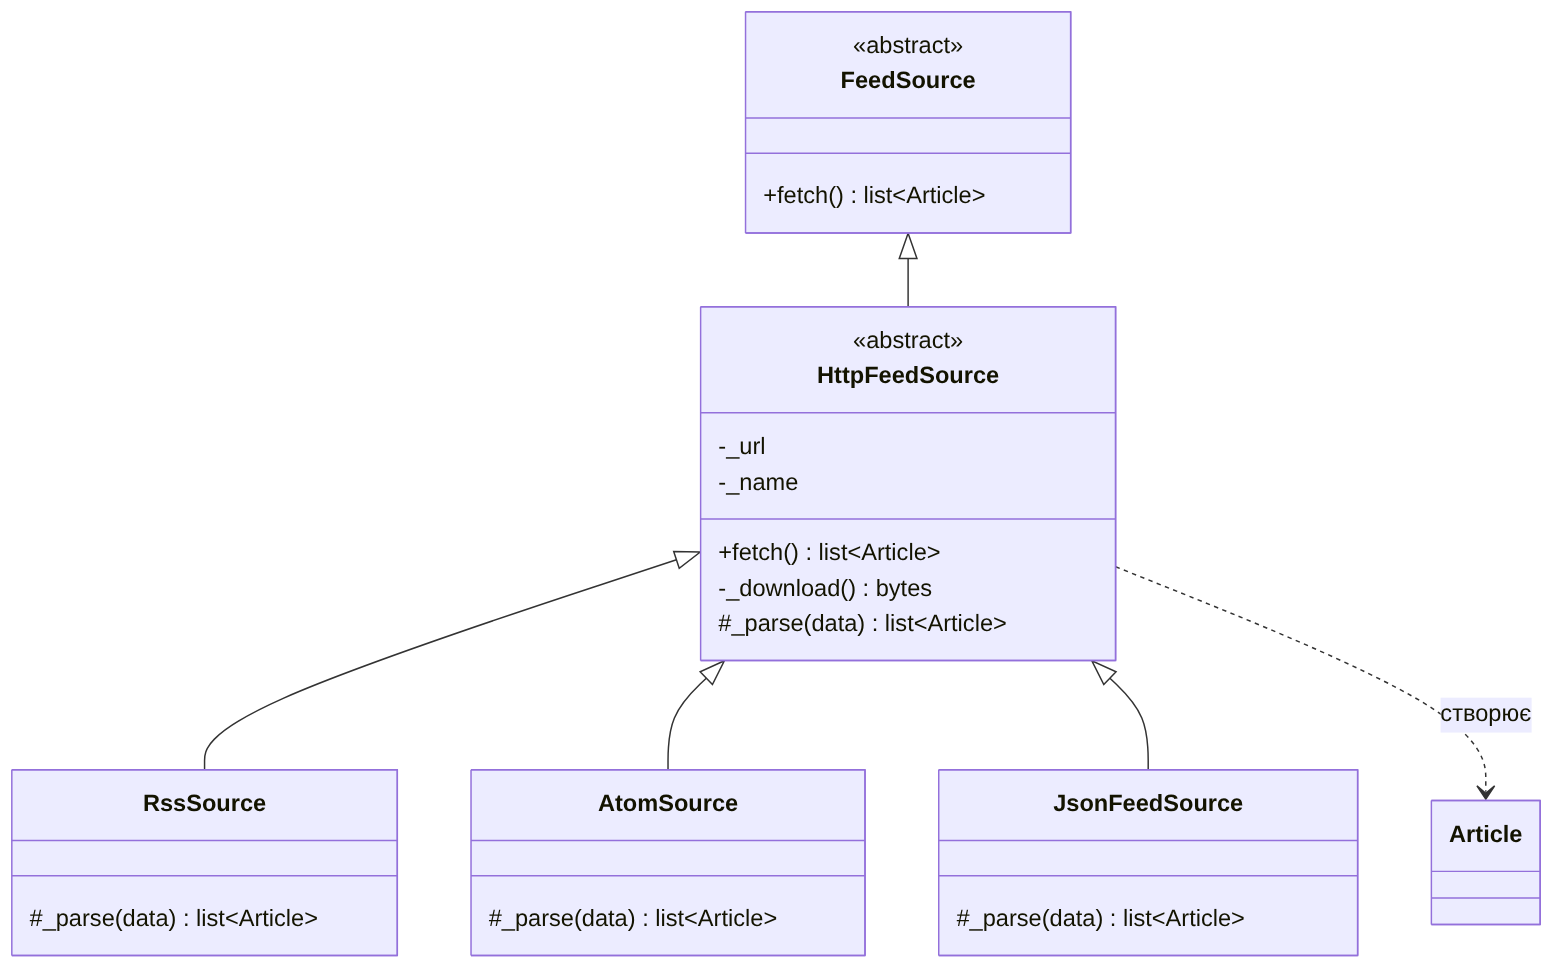 «abstract»
FeedSource
+fetch() : list<Article>
«abstract»
HttpFeedSource
-_url
-_name
+fetch() : list<Article>
-_download() : bytes
#_parse(data) : list<Article>
створює
RssSource
#_parse(data) : list<Article>
AtomSource
#_parse(data) : list<Article>
JsonFeedSource
#_parse(data) : list<Article>
Article